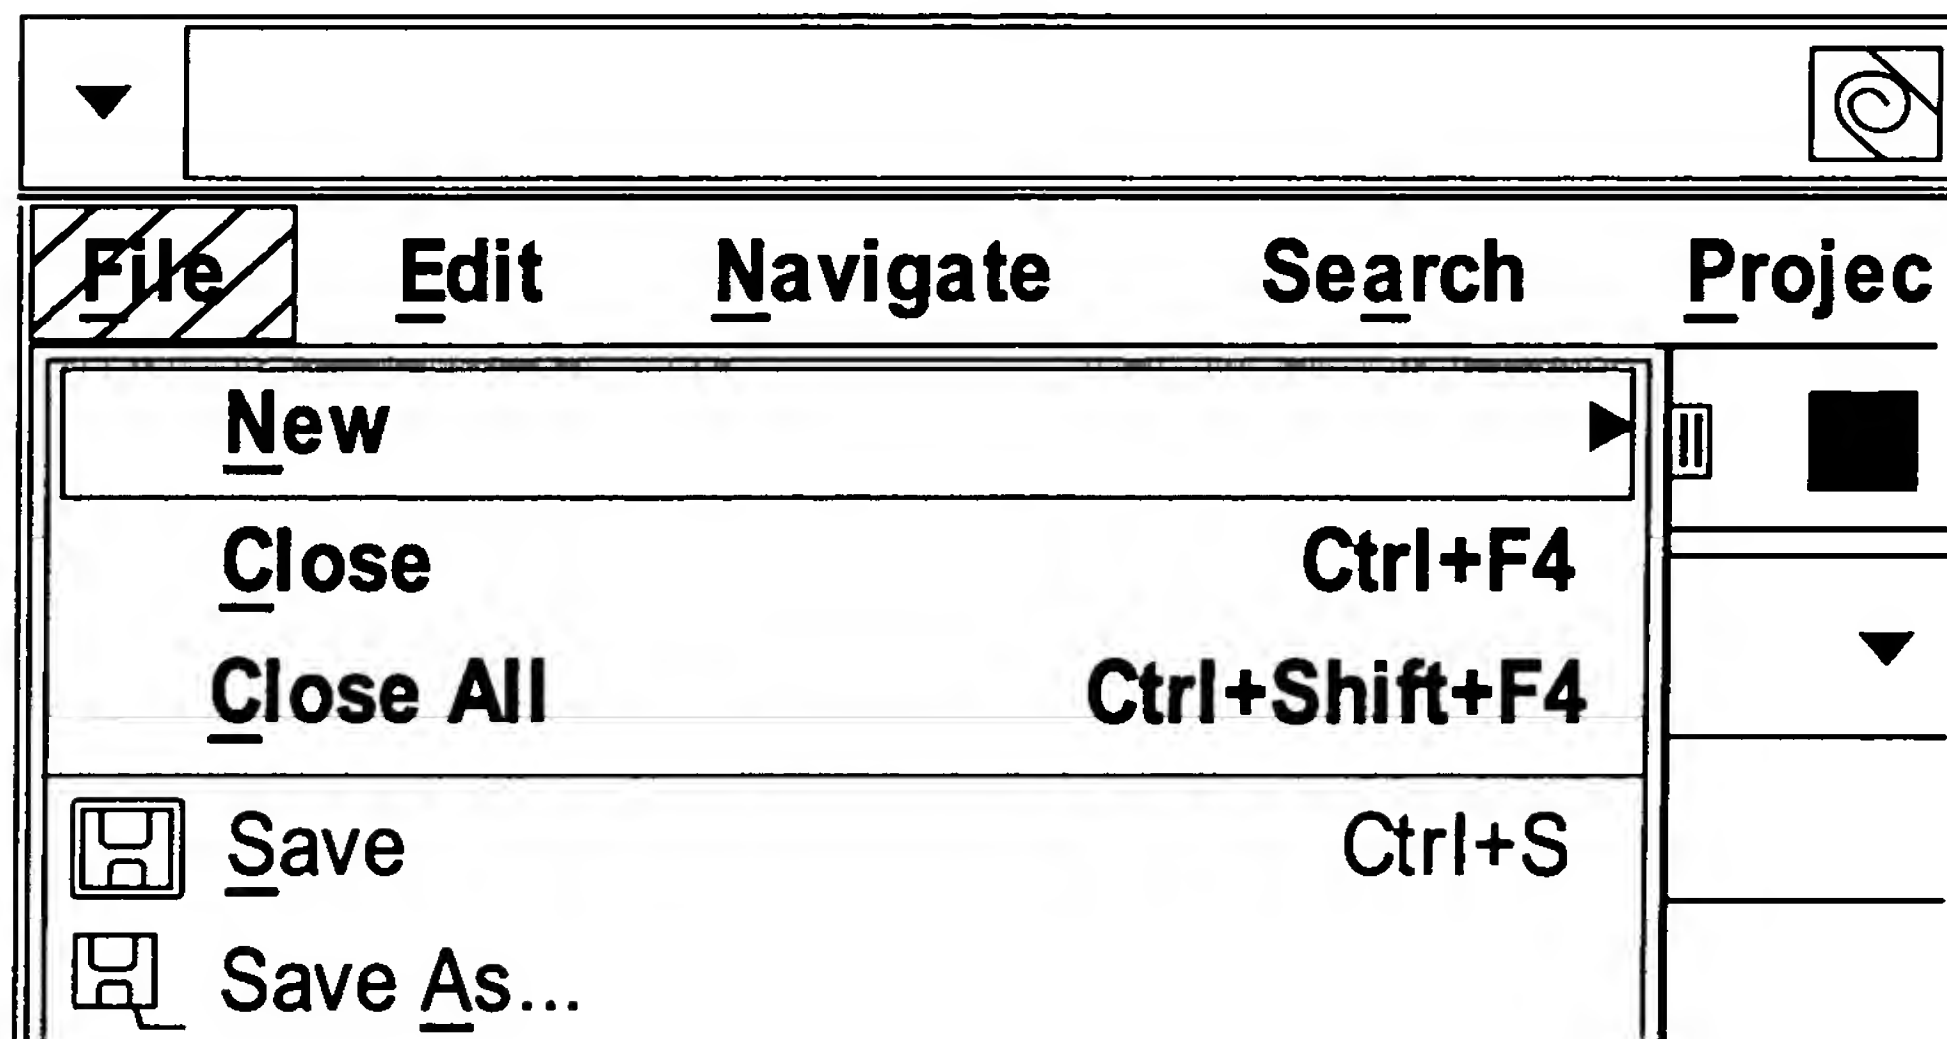 File Edit Navigate Search Projec
New
Close Ctrl+F4
Close All Ctrl+Shift+F4
Save Ctrl+S
Save As...